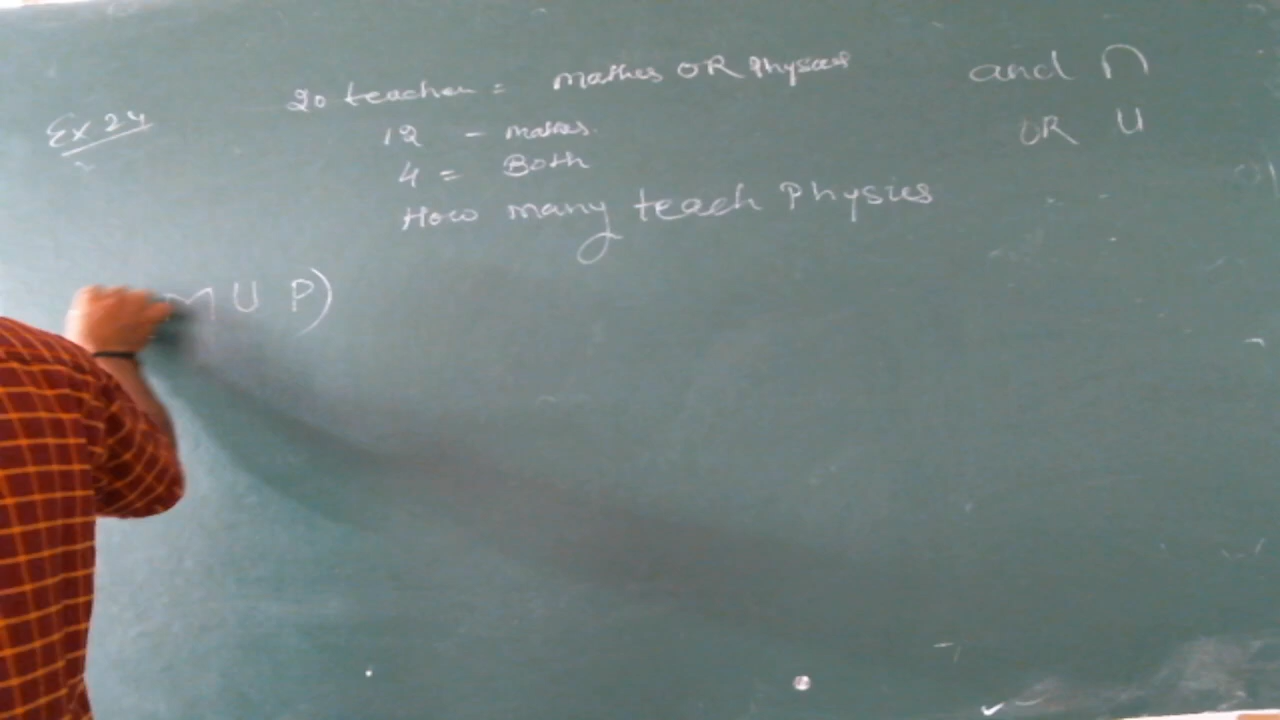 Ex 24
20 teacher = mathes OR Physics
12 - mathes.
4 = Both
How many teach Physics
and ∩
OR U
M U P)